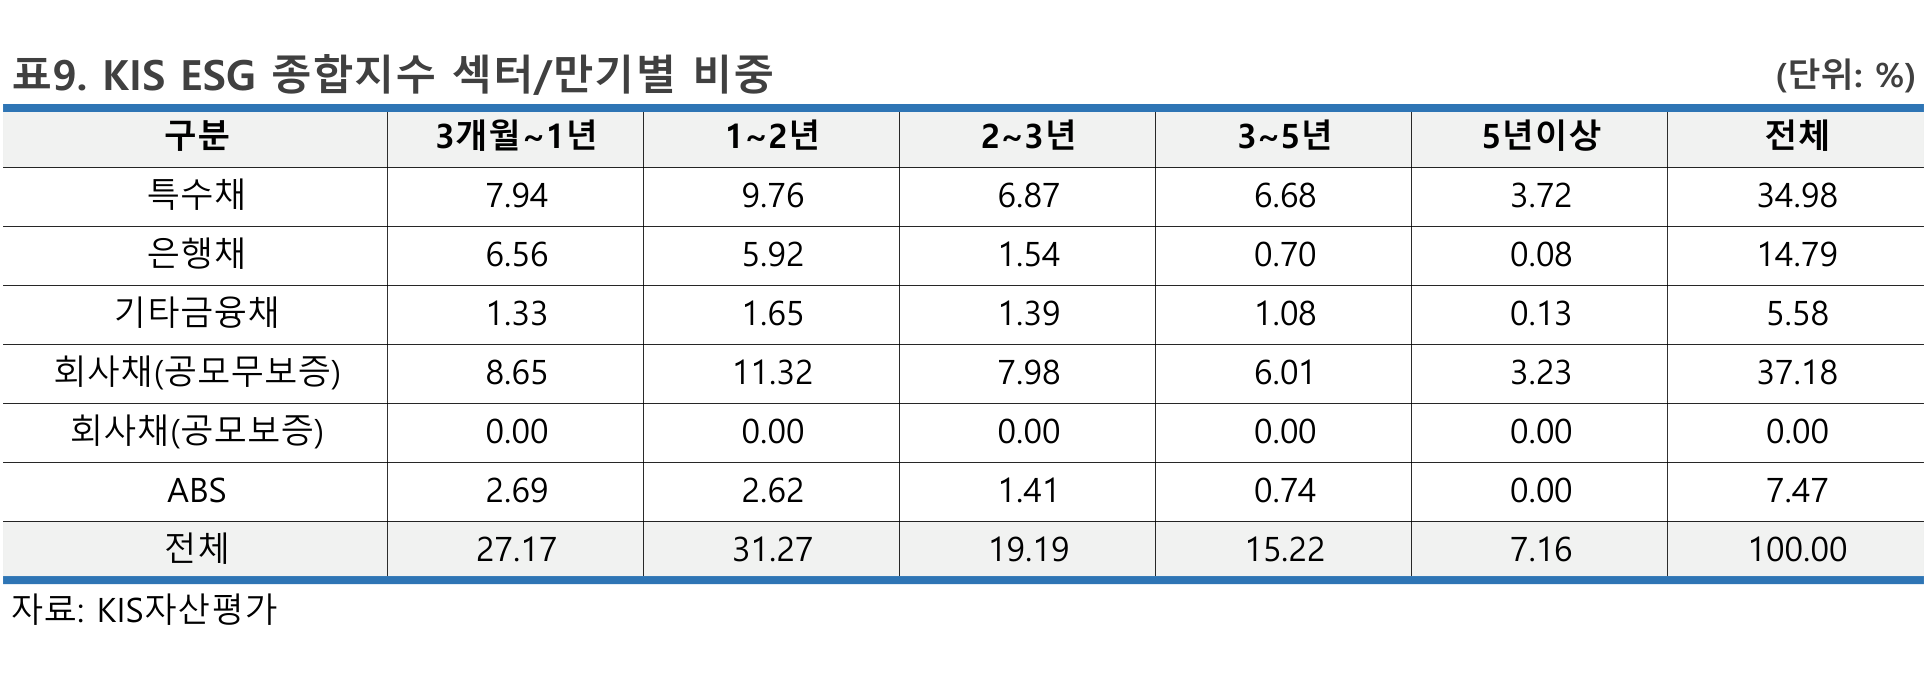 표9. KIS ESG 종합지수 섹터/만기별 비중 (단위: %)
구분 3개월~1년 1~2년 2~3년 3~5년 5년이상 전체
특수채 7.94 9.76 6.87 6.68 3.72 34.98
은행채 6.56 5.92 1.54 0.70 0.08 14.79
기타금융채 1.33 1.65 1.39 1.08 0.13 5.58
회사채(공모무보증) 8.65 11.32 7.98 6.01 3.23 37.18
회사채(공모보증) 0.00 0.00 0.00 0.00 0.00 0.00
ABS 2.69 2.62 1.41 0.74 0.00 7.47
전체 27.17 31.27 19.19 15.22 7.16 100.00
자료: KIS자산평가